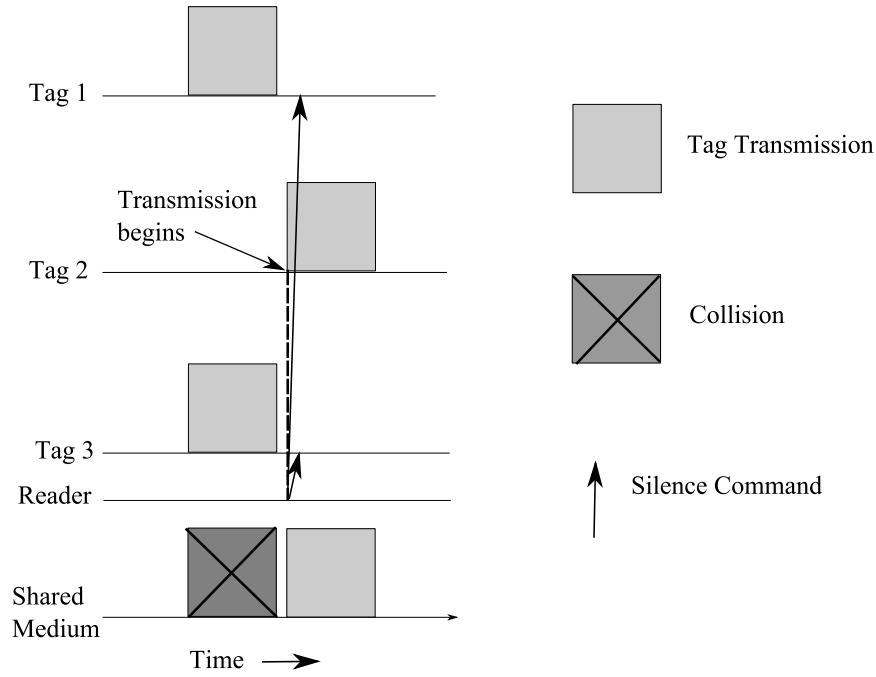 Tag 1
Transmission
begins
Tag 2
Tag 3
Reader
Shared
Medium
Time
Tag Transmission
Collision
Silence Command